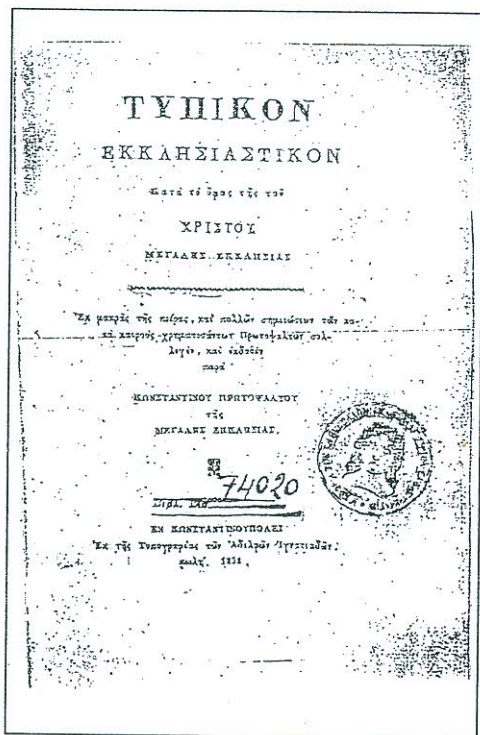 ΤΥΠΙΚΟΝ
ΕΚΚΛΗΣΙΑΣΤΙΚΟΝ
Κατὰ τὸ ὕφος τῆς τοῦ
ΧΡΙΣΤΟΥ
ΜΕΓΑΛΗΣ ΕΚΚΛΗΣΙΑΣ
Ἐκ μακρᾶς τῆς πείρας, καὶ πολλῶν σημειώσεων τῶν κα-
τὰ καιροὺς χρηματισάντων Πρωτοψαλτῶν συλ-
λεγὲν, καὶ ἐκδοθὲν
παρὰ
ΚΩΝΣΤΑΝΤΙΝΟΥ ΠΡΩΤΟΨΑΛΤΟΥ
τῆς
ΜΕΓΑΛΗΣ ΕΚΚΛΗΣΙΑΣ.
74020
ΕΝ ΚΩΝΣΤΑΝΤΙΝΟΥΠΟΛΕΙ
Ἐκ τῆς Τυπογραφίας τῶν Ἀδελφῶν Ἰγνατιαδῶν.